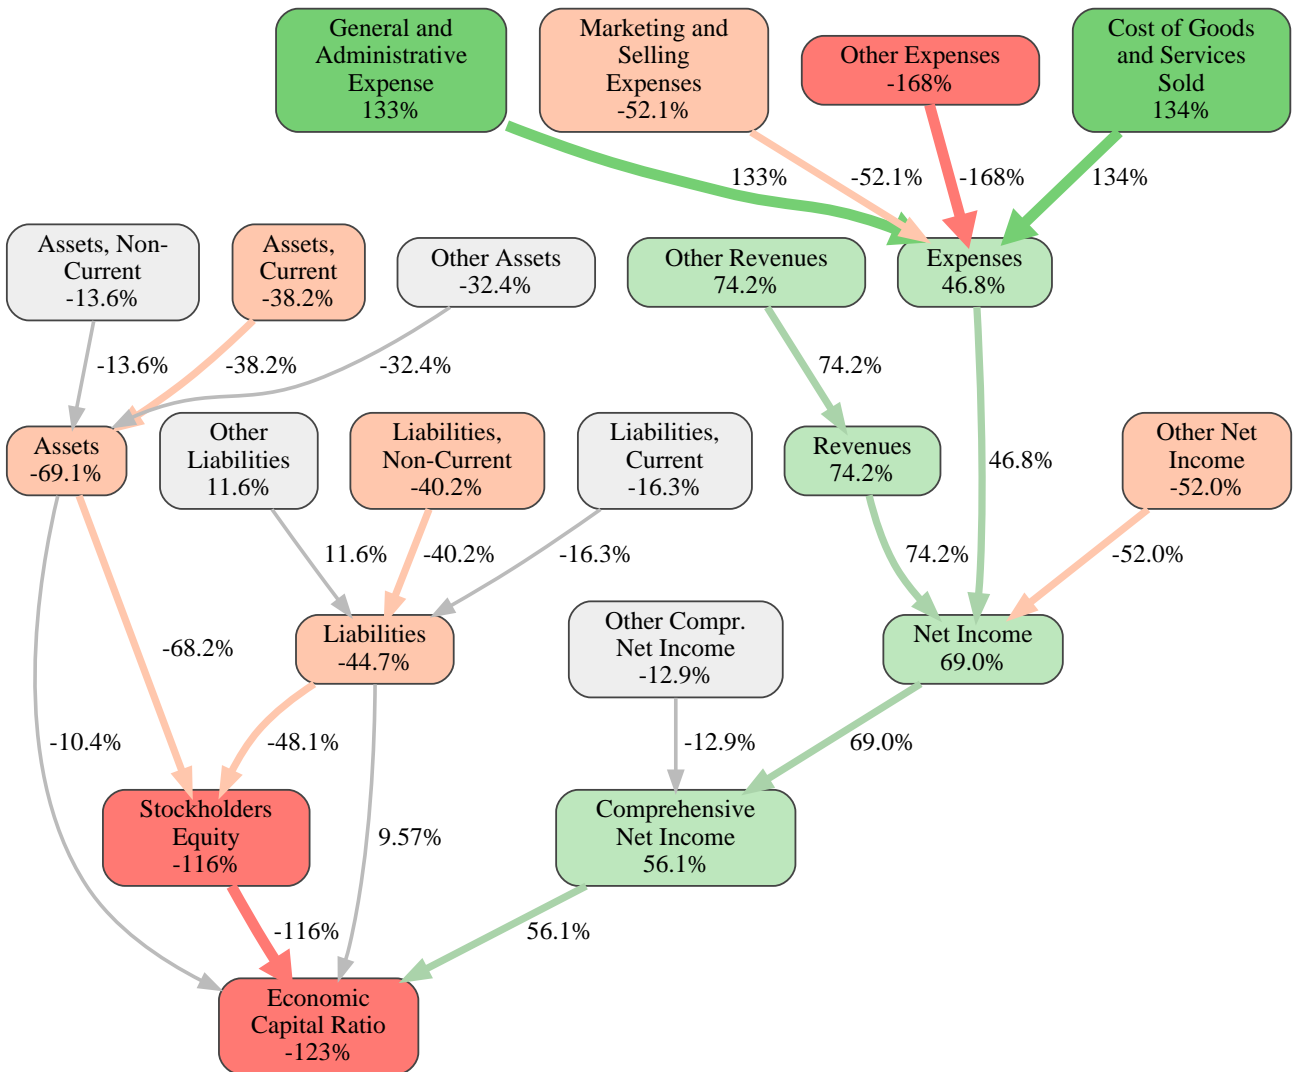 General and
Administrative
Expense
133%
Marketing and
Selling
Expenses
-52.1%
Other Expenses
-168%
Cost of Goods
and Services
Sold
134%
133%
-52.1%
-168%
134%
Assets, Non-
Current
-13.6%
Assets,
Current
-38.2%
Other Assets
-32.4%
Other Revenues
74.2%
Expenses
46.8%
-13.6%
-38.2%
-32.4%
74.2%
Assets
-69.1%
Other
Liabilities
11.6%
Liabilities,
Non-Current
-40.2%
Liabilities,
Current
-16.3%
Revenues
74.2%
46.8%
Other Net
Income
-52.0%
11.6%
-40.2%
-16.3%
74.2%
-52.0%
-68.2%
Liabilities
-44.7%
Other Compr.
Net Income
-12.9%
Net Income
69.0%
-10.4%
-48.1%
-12.9%
69.0%
Stockholders
Equity
-116%
9.57%
Comprehensive
Net Income
56.1%
-116%
56.1%
Economic
Capital Ratio
-123%